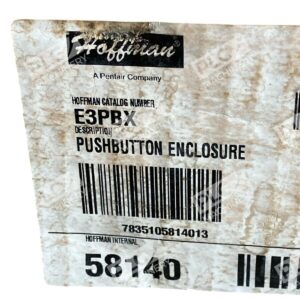 Hoffman
A Pentair Company
HOFFMAN CATALOG NUMBER
E3PBX
DESCRIPTION
PUSHBUTTON ENCLOSURE
7835105814013
HOFFMAN INTERNAL
58140